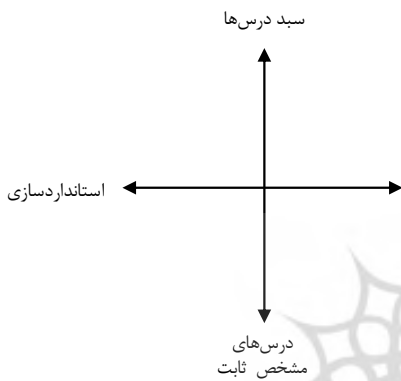 سبد درس‌ها
استانداردسازی
درس‌های
مشخص ثابت